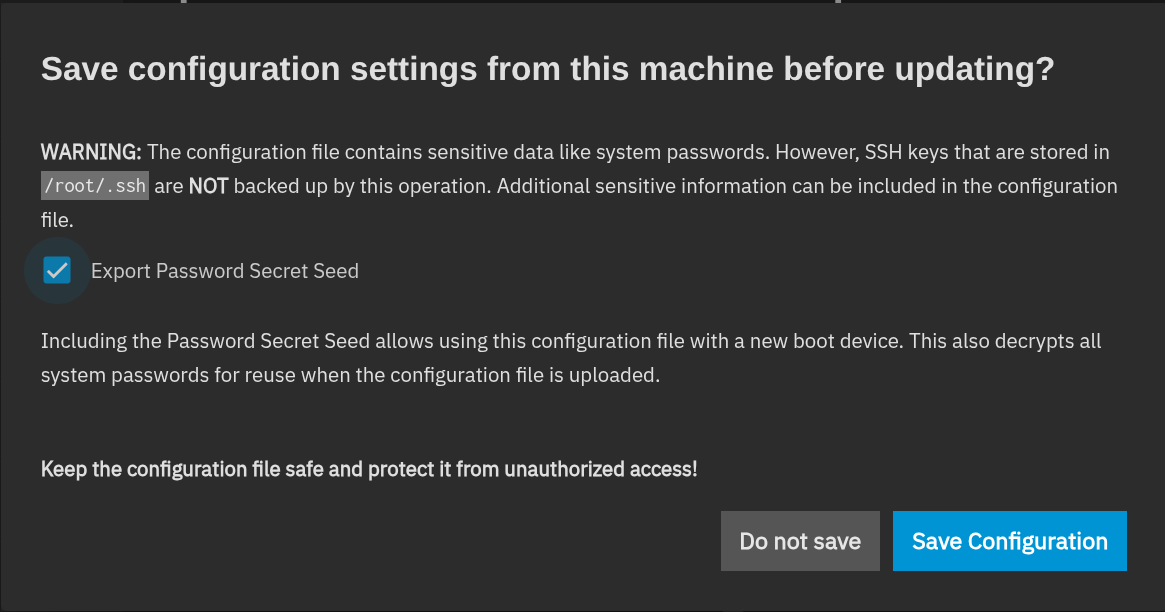 Save configuration settings from this machine before updating?
WARNING: The configuration file contains sensitive data like system passwords. However, SSH keys that are stored in
/root/.ssh are NOT backed up by this operation. Additional sensitive information can be included in the configuration
file.
Export Password Secret Seed
Including the Password Secret Seed allows using this configuration file with a new boot device. This also decrypts all
system passwords for reuse when the configuration file is uploaded.
Keep the configuration file safe and protect it from unauthorized access!
Do not save
Save Configuration